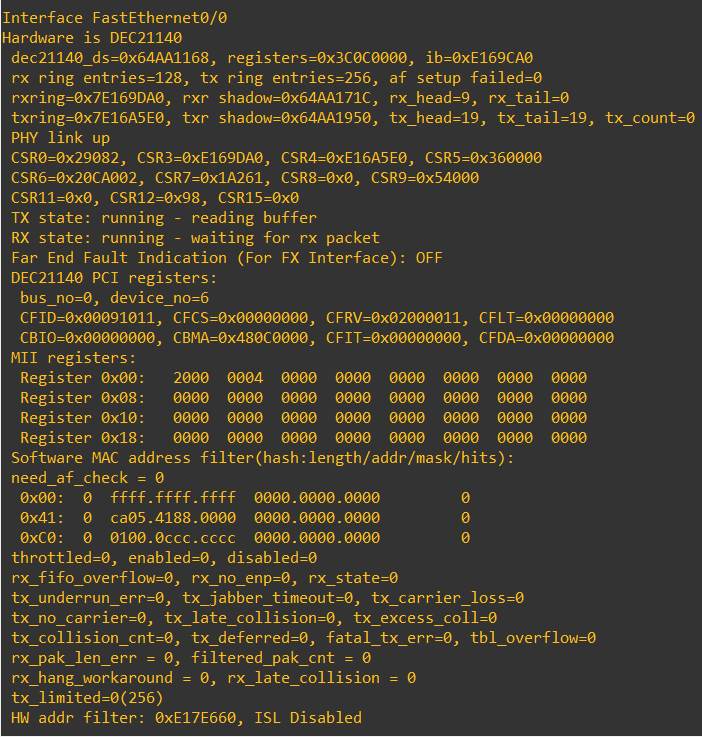 Interface FastEthernet0/0
Hardware is DEC21140
dec21140_ds=0x64AA1168, registers=0x3C0C0000, ib=0xE169CA0
rx ring entries=128, tx ring entries=256, af setup failed=0
rxring=0x7E169DA0, rxr shadow=0x64AA171C, rx_head=9, rx_tail=0
txring=0x7E16A5E0, txr shadow=0x64AA1950, tx_head=19, tx_tail=19, tx_count=0
PHY link up
CSR0=0x29082, CSR3=0xE169DA0, CSR4=0xE16A5E0, CSR5=0x360000
CSR6=0x20CA002, CSR7=0x1A261, CSR8=0x0, CSR9=0x54000
CSR11=0x0, CSR12=0x98, CSR15=0x0
TX state: running - reading buffer
RX state: running - waiting for rx packet
Far End Fault Indication (For FX Interface): OFF
DEC21140 PCI registers:
bus_no=0, device_no=6
CFID=0x00091011, CFCS=0x00000000, CFRV=0x02000011, CFLT=0x00000000
CBIO=0x00000000, CBMA=0x480C0000, CFIT=0x00000000, CFDA=0x00000000
MII registers:
Register 0x00:   2000  0004  0000  0000  0000  0000  0000  0000
Register 0x08:   0000  0000  0000  0000  0000  0000  0000  0000
Register 0x10:   0000  0000  0000  0000  0000  0000  0000  0000
Register 0x18:   0000  0000  0000  0000  0000  0000  0000  0000
Software MAC address filter(hash:length/addr/mask/hits):
need_af_check = 0
0x00:  0  ffff.ffff.ffff  0000.0000.0000         0
0x41:  0  ca05.4188.0000  0000.0000.0000         0
0xC0:  0  0100.0ccc.cccc  0000.0000.0000         0
throttled=0, enabled=0, disabled=0
rx_fifo_overflow=0, rx_no_enp=0, rx_state=0
tx_underrun_err=0, tx_jabber_timeout=0, tx_carrier_loss=0
tx_no_carrier=0, tx_late_collision=0, tx_excess_coll=0
tx_collision_cnt=0, tx_deferred=0, fatal_tx_err=0, tbl_overflow=0
rx_pak_len_err = 0, filtered_pak_cnt = 0
rx_hang_workaround = 0, rx_late_collision = 0
tx_limited=0(256)
HW addr filter: 0xE17E660, ISL Disabled